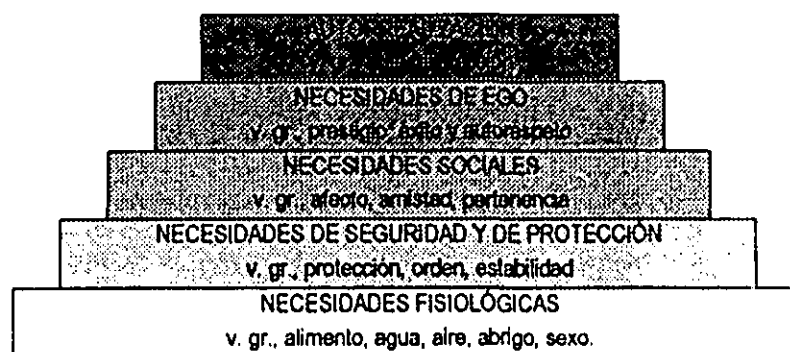 NECESIDADES DE EGO
v. gr., prestigio, éxito y autorespeto
NECESIDADES SOCIALES
v. gr., afecto, amistad, pertenencia
NECESIDADES DE SEGURIDAD Y DE PROTECCIÓN
v. gr., protección, orden, estabilidad
NECESIDADES FISIOLÓGICAS
v. gr., alimento, agua, aire, abrigo, sexo.